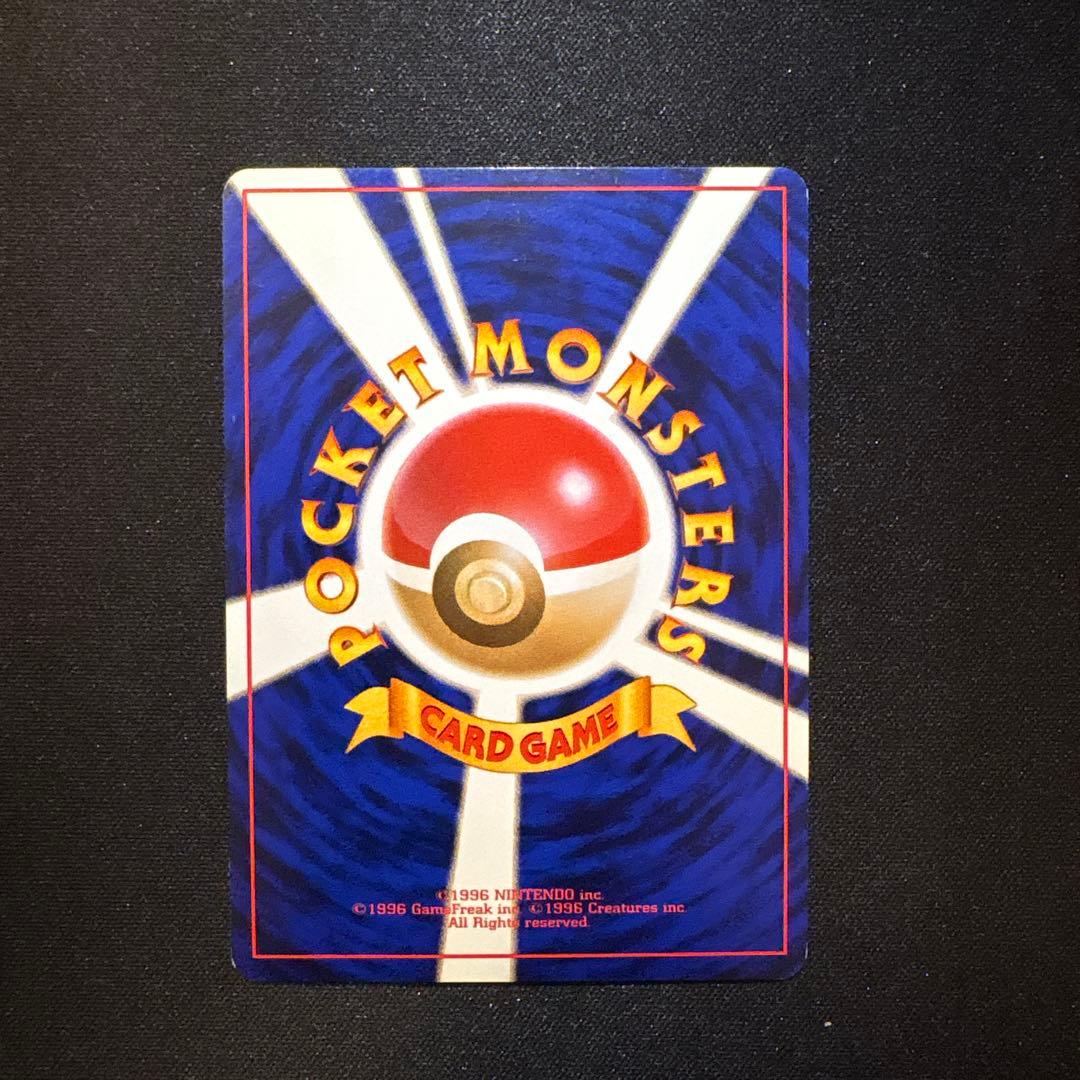 POCKET MONSTERS
CARD GAME
©1996 NINTENDO inc.
©1996 GameFreak inc. ©1996 Creatures inc.
All Rights reserved.